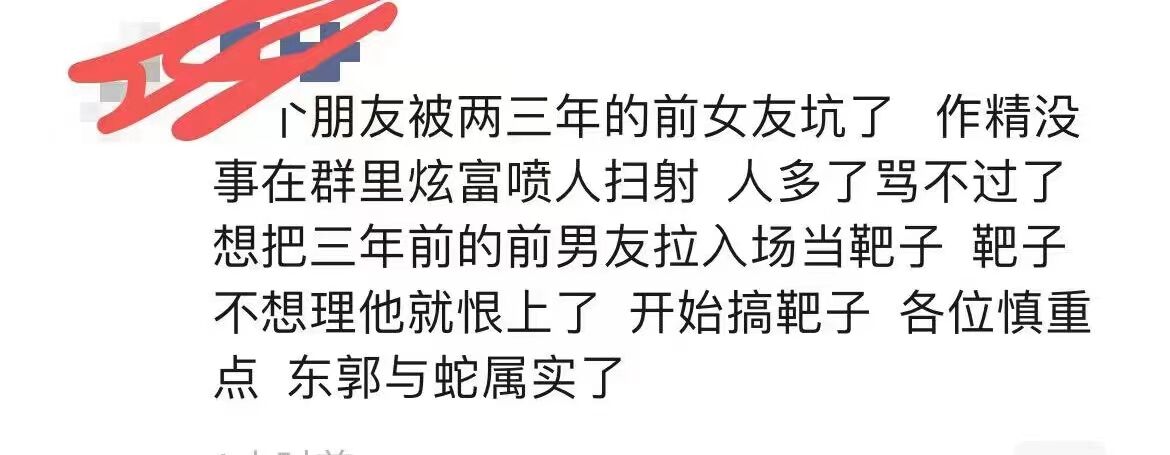 个朋友被两三年的前女友坑了 作精没
事在群里炫富喷人扫射 人多了骂不过了
想把三年前的前男友拉入场当靶子 靶子
不想理他就恨上了 开始搞靶子 各位慎重
点 东郭与蛇属实了